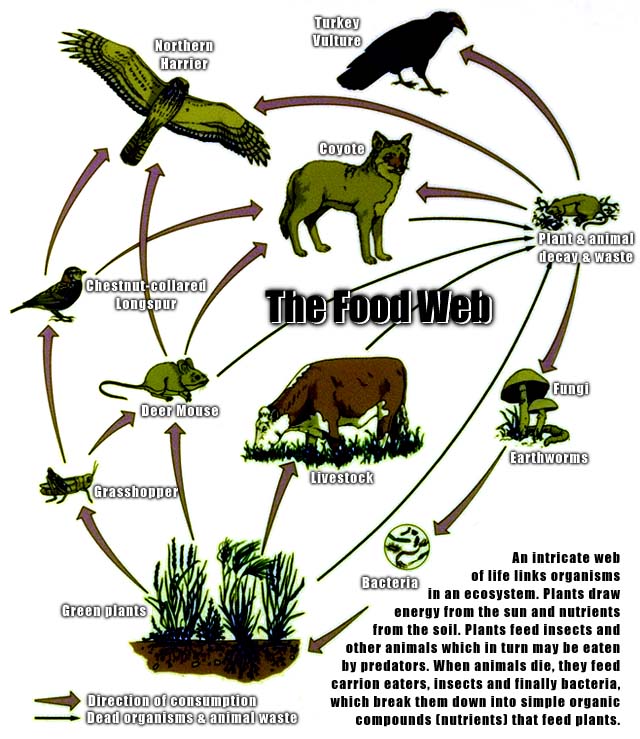 Turkey
Vulture
Northern
Harrier
Coyote
Plant & animal
decay & waste
Chestnut-collared
Longspur
The Food Web
Deer Mouse
Fungi
Earthworms
Livestock
Grasshopper
Bacteria
Green plants
An intricate web
of life links organisms
in an ecosystem. Plants draw
energy from the sun and nutrients
from the soil. Plants feed insects and
other animals which in turn may be eaten
by predators. When animals die, they feed
carrion eaters, insects and finally bacteria,
which break them down into simple organic
compounds (nutrients) that feed plants.
Direction of consumption
Dead organisms & animal waste